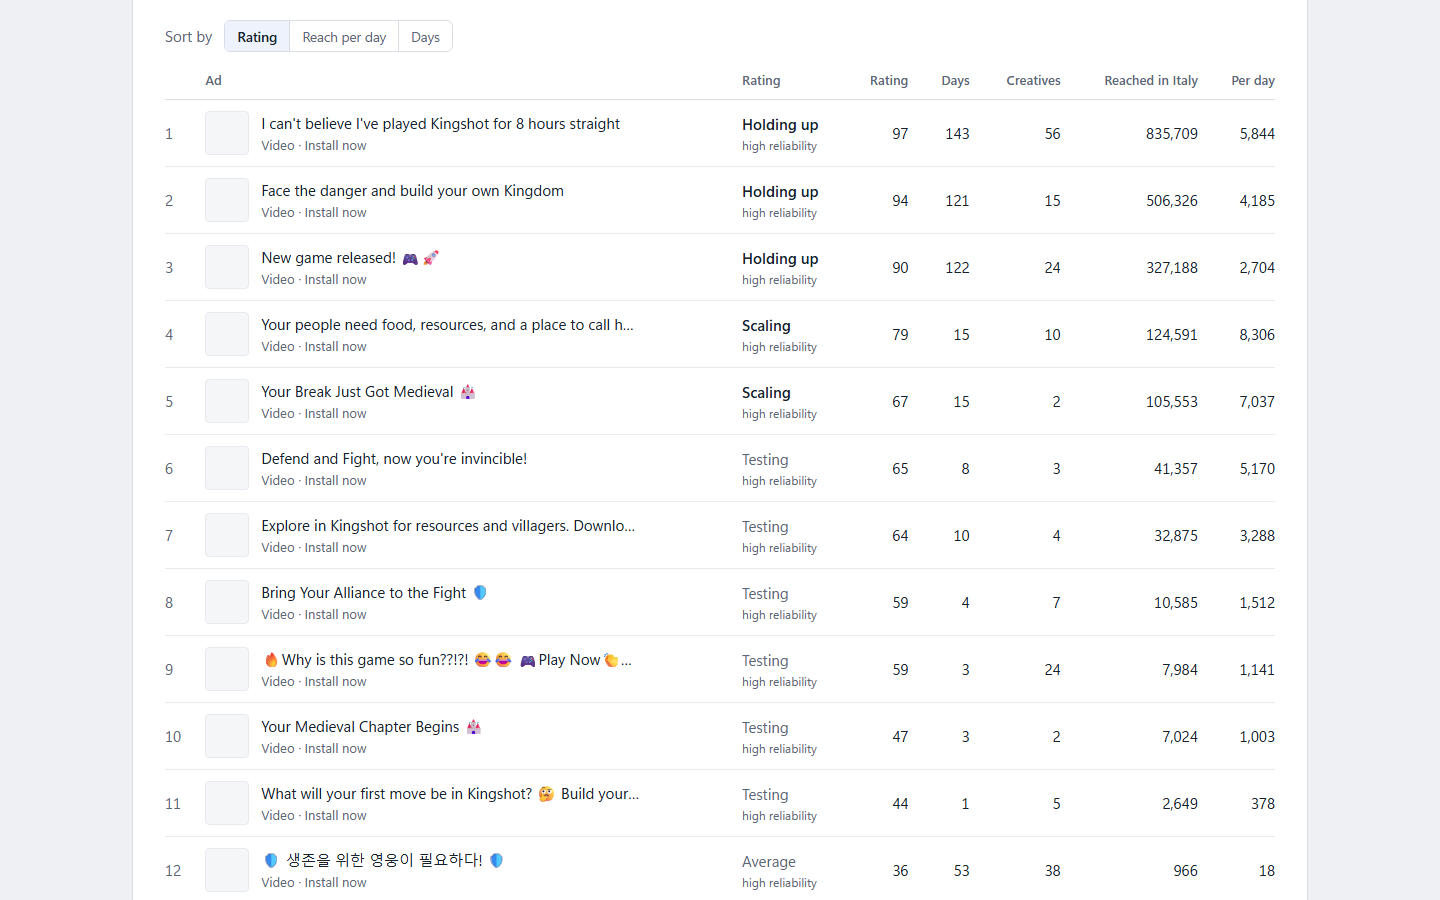 Sort by Rating Reach per day Days
Ad Rating Rating Days Creatives Reached in Italy Per day
1 I can't believe I've played Kingshot for 8 hours straight Holding up 97 143 56 835,709 5,844
Video · Install now high reliability
2 Face the danger and build your own Kingdom Holding up 94 121 15 506,326 4,185
Video · Install now high reliability
3 New game released! 🎮🚀 Holding up 90 122 24 327,188 2,704
Video · Install now high reliability
4 Your people need food, resources, and a place to call h... Scaling 79 15 10 124,591 8,306
Video · Install now high reliability
5 Your Break Just Got Medieval 🏰 Scaling 67 15 2 105,553 7,037
Video · Install now high reliability
6 Defend and Fight, now you're invincible! Testing 65 8 3 41,357 5,170
Video · Install now high reliability
7 Explore in Kingshot for resources and villagers. Downlo... Testing 64 10 4 32,875 3,288
Video · Install now high reliability
8 Bring Your Alliance to the Fight 🛡️ Testing 59 4 7 10,585 1,512
Video · Install now high reliability
9 🔥Why is this game so fun??!?! 😂😂 🎮Play Now👏... Testing 59 3 24 7,984 1,141
Video · Install now high reliability
10 Your Medieval Chapter Begins 🏰 Testing 47 3 2 7,024 1,003
Video · Install now high reliability
11 What will your first move be in Kingshot? 🤔 Build your... Testing 44 1 5 2,649 378
Video · Install now high reliability
12 🛡️ 생존을 위한 영웅이 필요하다! 🛡️ Average 36 53 38 966 18
Video · Install now high reliability